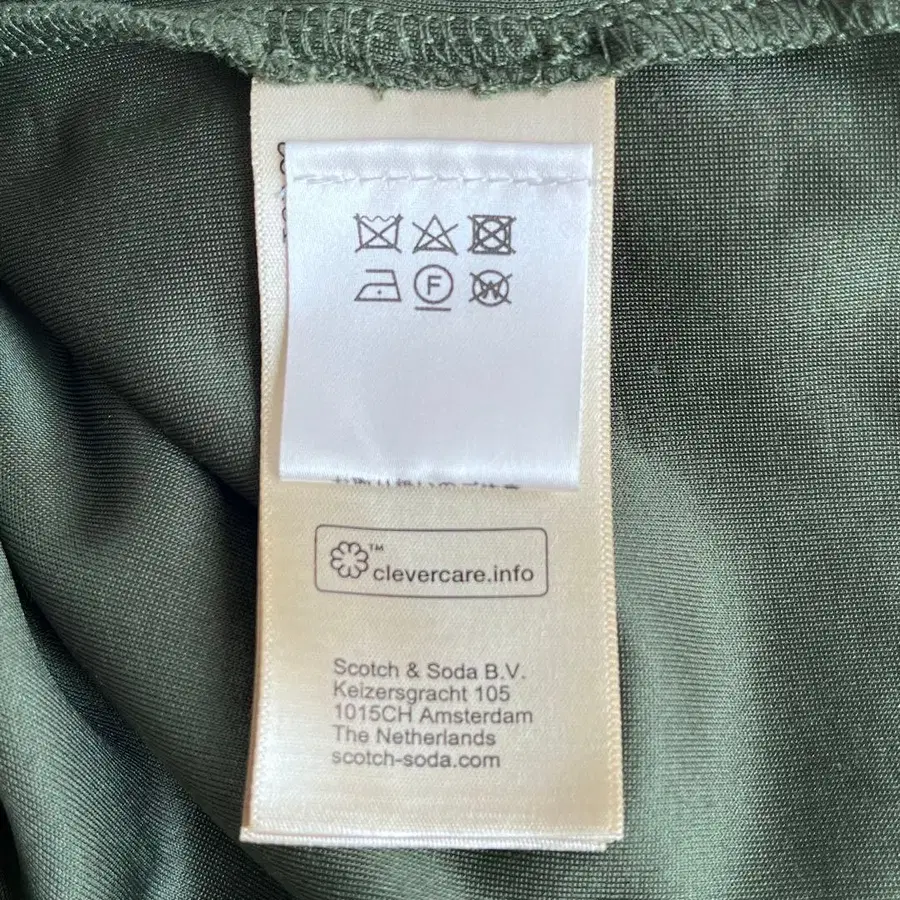 F
W
TM
clevercare.info
Scotch & Soda B.V.
Keizersgracht 105
1015CH Amsterdam
The Netherlands
scotch-soda.com